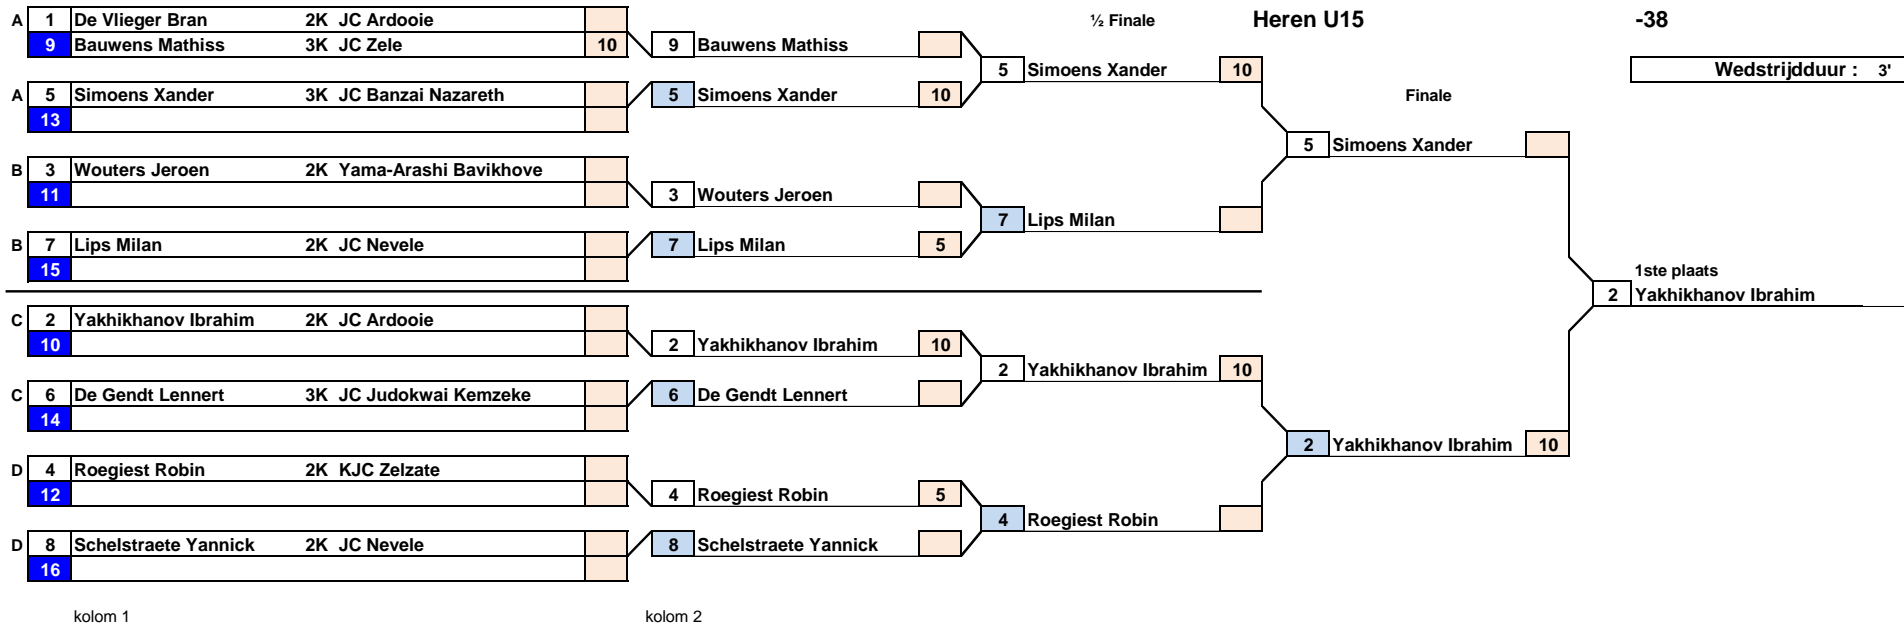 ½ Finale Heren U15 -38
A 1 De Vlieger Bran 2K JC Ardooie
9 Bauwens Mathiss 3K JC Zele 10 9 Bauwens Mathiss
5 Simoens Xander 10 Wedstrijdduur : 3'
A 5 Simoens Xander 3K JC Banzai Nazareth 5 Simoens Xander 10 Finale
13
5 Simoens Xander
B 3 Wouters Jeroen 2K Yama-Arashi Bavikhove
11 3 Wouters Jeroen
7 Lips Milan
B 7 Lips Milan 2K JC Nevele 7 Lips Milan 5
15 1ste plaats
2 Yakhikhanov Ibrahim
C 2 Yakhikhanov Ibrahim 2K JC Ardooie
10 2 Yakhikhanov Ibrahim 10
2 Yakhikhanov Ibrahim 10
C 6 De Gendt Lennert 3K JC Judokwai Kemzeke 6 De Gendt Lennert
14
2 Yakhikhanov Ibrahim 10
D 4 Roegiest Robin 2K KJC Zelzate
12 4 Roegiest Robin 5
4 Roegiest Robin
D 8 Schelstraete Yannick 2K JC Nevele 8 Schelstraete Yannick
16
kolom 1 kolom 2